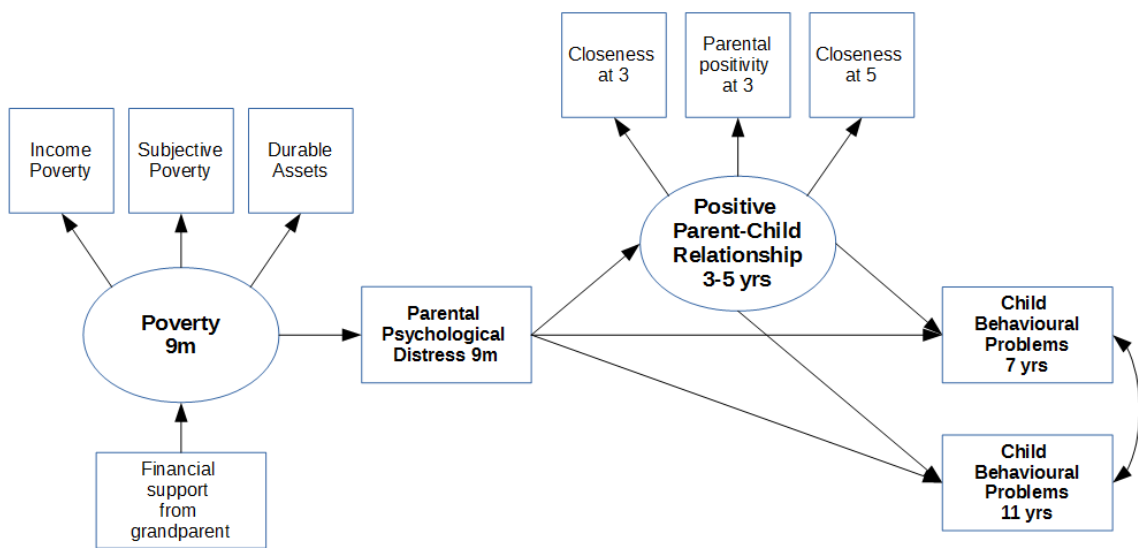 Closeness
at 3
Parental
positivity
at 3
Closeness
at 5
Income
Poverty
Subjective
Poverty
Durable
Assets
Positive
Parent-Child
Relationship
3-5 yrs
Poverty
9m
Parental
Psychological
Distress 9m
Child
Behavioural
Problems
7 yrs
Financial
support
from
grandparent
Child
Behavioural
Problems
11 yrs